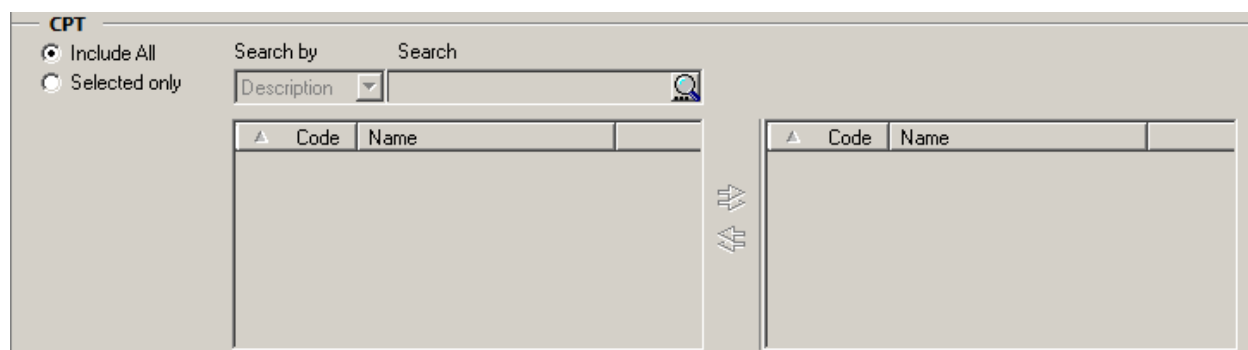 CPT
Include All
Selected only
Search by Search
Description
Code Name
Code Name